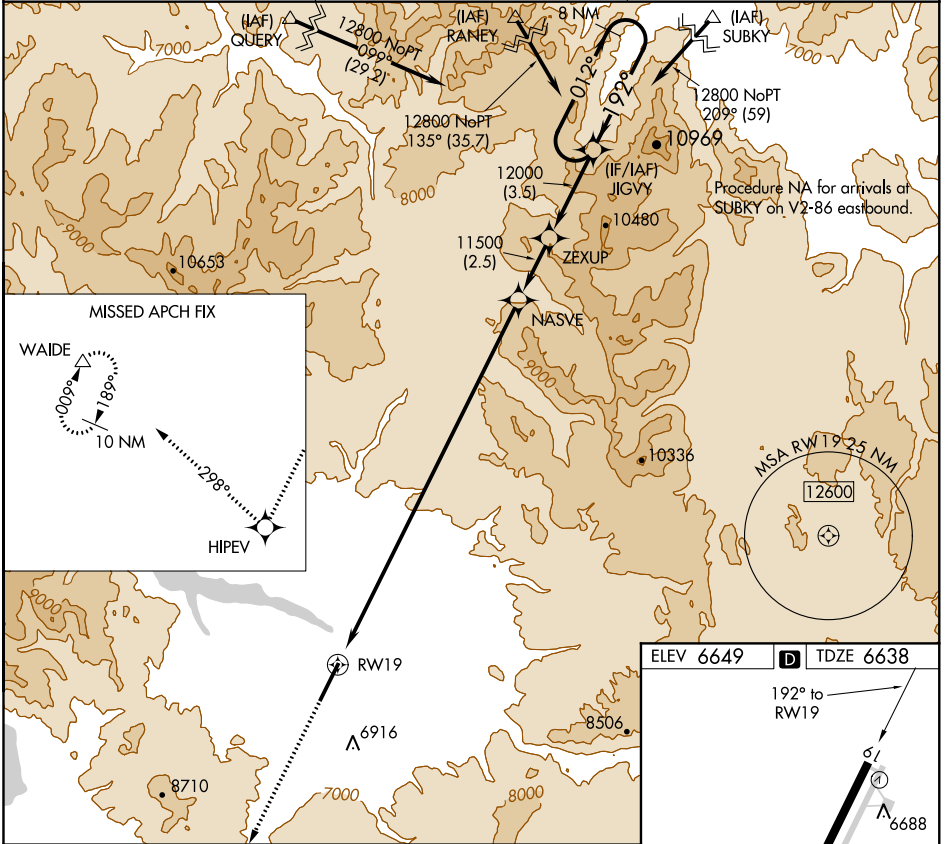 (IAF)
QUERY
12800 NoPT
099°
(29.2)
(IAF)
RANEY
8 NM
(IAF)
SUBKY
7000
7000
12800 NoPT
135° (35.7)
012°
192°
12800 NoPT
209° (59)
10969
(IF/IAF)
JIGVY
Procedure NA for arrivals at
SUBKY on V2-86 eastbound.
8000
9000
12000
(3.5)
10480
11500
(2.5)
ZEXUP
10653
NASVE
MISSED APCH FIX
WAIDE
009°
189°
10 NM
298°
HIPEV
9000
10336
MSA RW19 25 NM
12600
9000
RW19
6916
8506
8710
7000
8000
ELEV 6649
D
TDZE 6638
192° to
RW19
19
6688